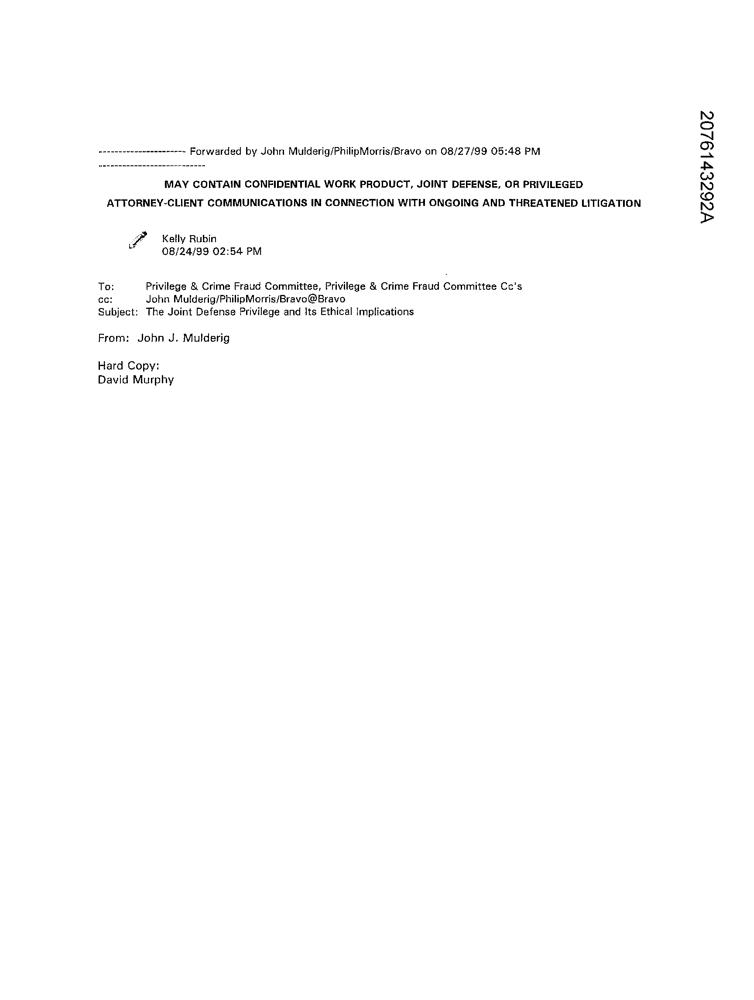 ---------------------- Forwarded by John Mulderig/PhilipMorris/Bravo on 08/27/99 05:48 PM
---------------------------
MAY CONTAIN CONFIDENTIAL WORK PRODUCT, JOINT DEFENSE, OR PRIVILEGED
ATTORNEY-CLIENT COMMUNICATIONS IN CONNECTION WITH ONGOING AND THREATENED LITIGATION
Kelly Rubin
08/24/99 02:54 PM
To: Privilege & Crime Fraud Committee, Privilege & Crime Fraud Committee Cc's
cc: John Mulderig/PhilipMorris/Bravo@Bravo
Subject: The Joint Defense Privilege and Its Ethical Implications
From: John J. Mulderig
Hard Copy:
David Murphy
2076143292A